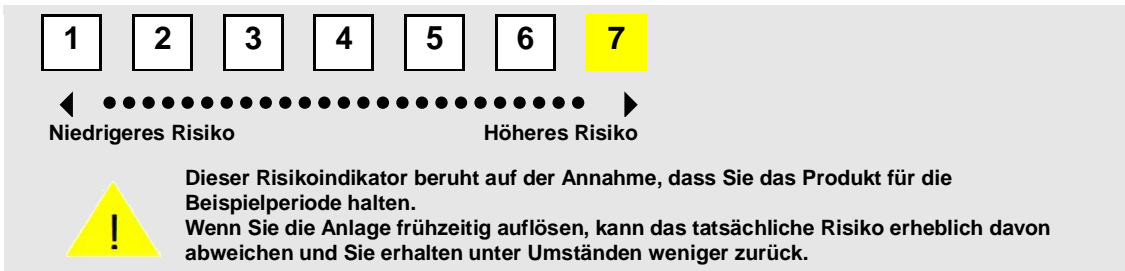 1 2 3 4 5 6 7
Niedrigeres Risiko Höheres Risiko
Dieser Risikoindikator beruht auf der Annahme, dass Sie das Produkt für die
Beispielperiode halten.
Wenn Sie die Anlage frühzeitig auflösen, kann das tatsächliche Risiko erheblich davon
abweichen und Sie erhalten unter Umständen weniger zurück.
!